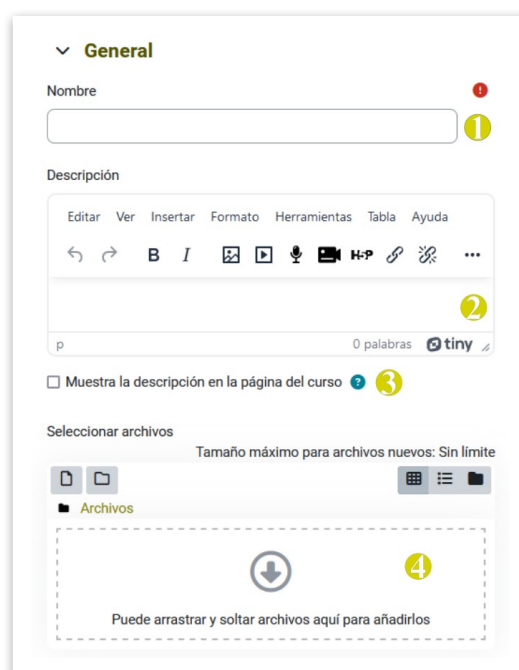 General
Nombre
!
1
Descripción
Editar Ver Insertar Formato Herramientas Tabla Ayuda
B I H5P ...
2
p 0 palabras tiny
Muestra la descripción en la página del curso ? 3
Seleccionar archivos
Tamaño máximo para archivos nuevos: Sin límite
Archivos
4
Puede arrastrar y soltar archivos aquí para añadirlos